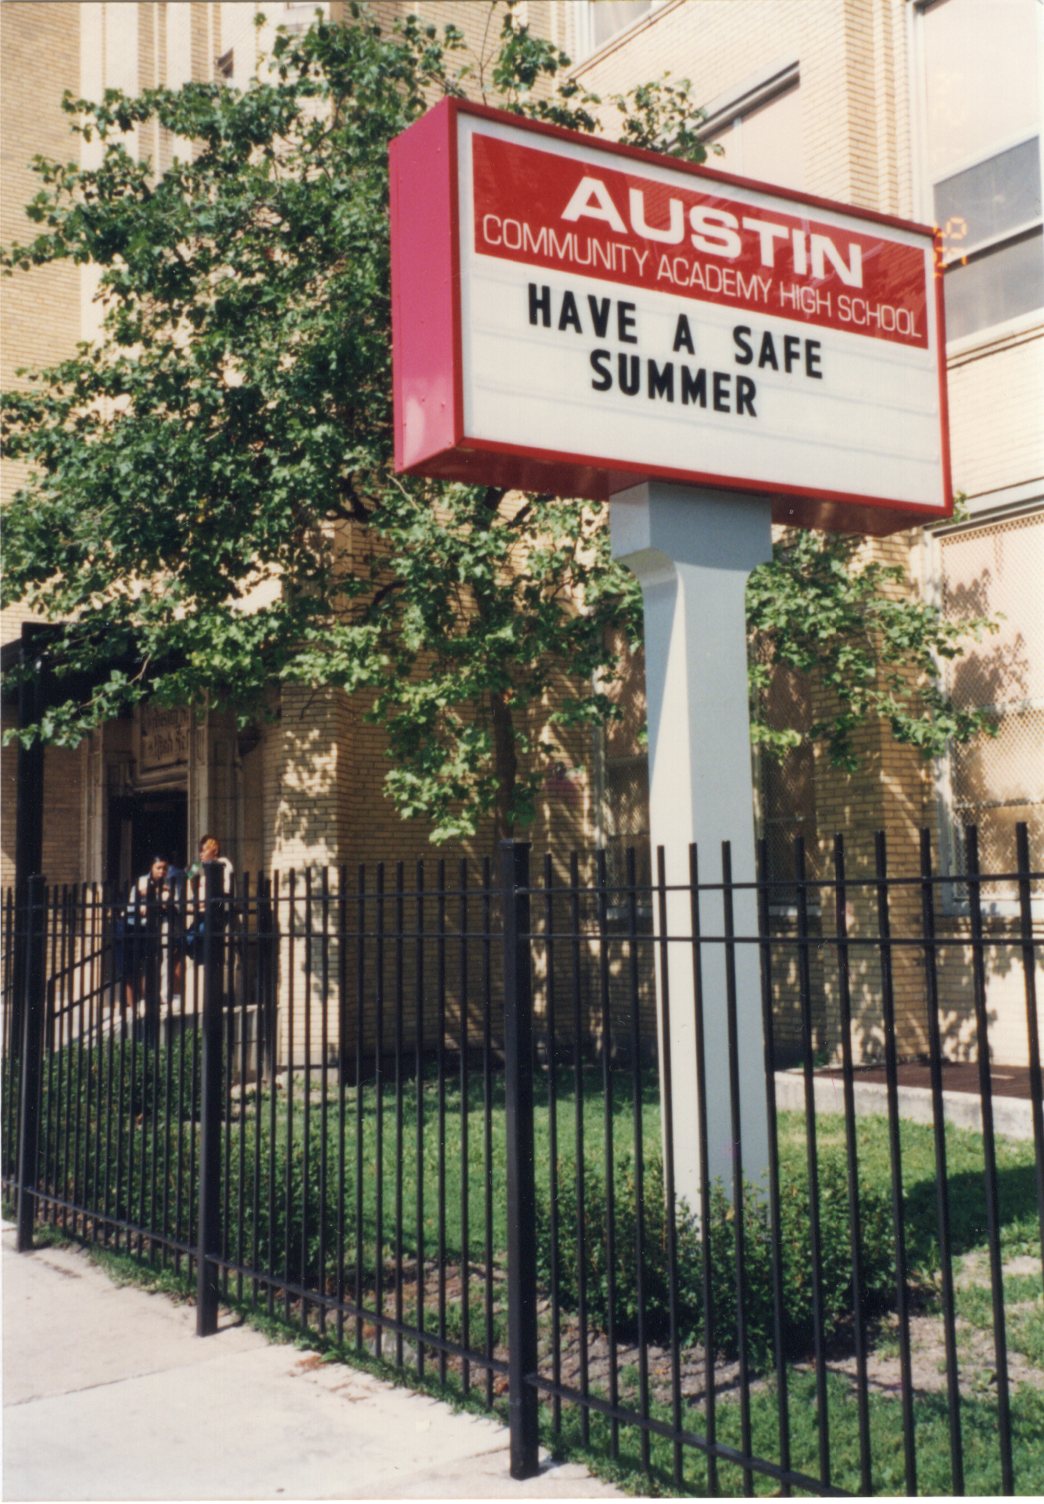 AUSTIN
COMMUNITY ACADEMY HIGH SCHOOL
HAVE A SAFE
SUMMER